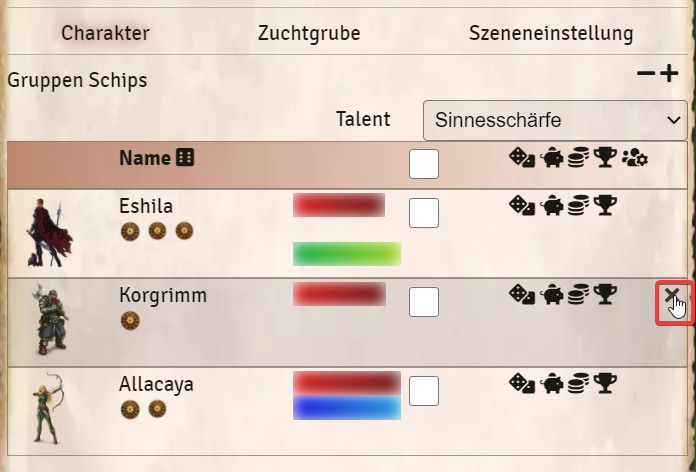 Charakter Zuchtgrube Szeneneinstellung
Gruppen Schips
Talent Sinnesschärfe
Name
Eshila
Korgrimm
Allacaya